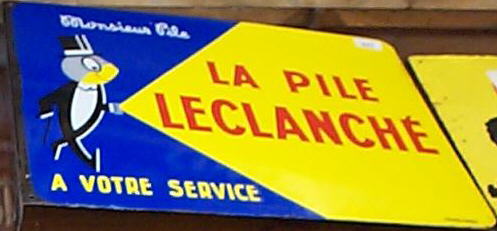 Monsieur Pile
LA PILE
LECLANCHÉ
A VOTRE SERVICE